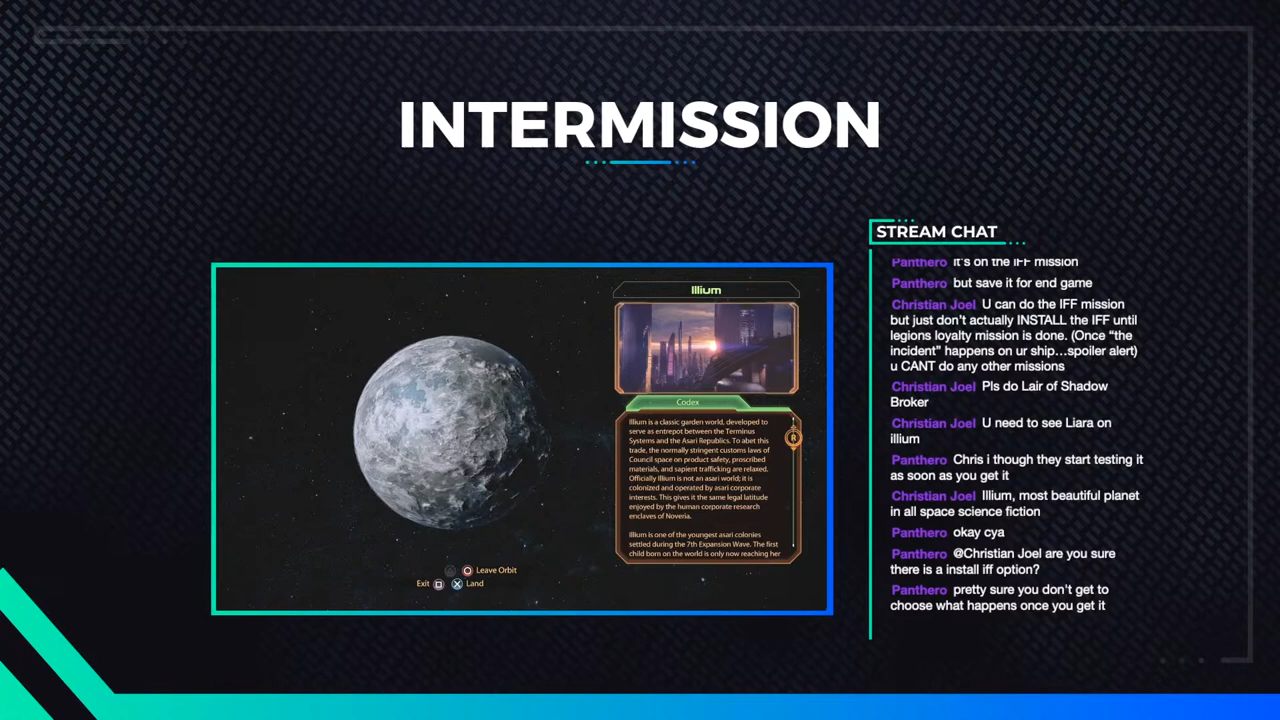 INTERMISSION
STREAM CHAT
Panthero it's on the IFF mission
Panthero but save it for end game
Christian Joel U can do the IFF mission
but just don't actually INSTALL the IFF until
legions loyalty mission is done. (Once “the
incident” happens on ur ship…spoiler alert)
u CANT do any other missions
Christian Joel Pls do Lair of Shadow
Broker
Christian Joel U need to see Liara on
illium
Panthero Chris i though they start testing it
as soon as you get it
Christian Joel Illium, most beautiful planet
in all space science fiction
Panthero okay cya
Panthero @Christian Joel are you sure
there is a install iff option?
Panthero pretty sure you don't get to
choose what happens once you get it
Illium
Codex
Illium is a classic garden world, developed to
serve as entrepot between the Terminus
Systems and the Asari Republics. To abet this
trade, the normally stringent customs laws of
Council space on product safety, proscribed
materials, and sapient trafficking are relaxed.
Officially Illium is not an asari world; it is
colonized and operated by asari corporate
interests. This gives it the same legal latitude
enjoyed by the human corporate research
enclaves of Noveria.
Illium is one of the youngest asari colonies
settled during the 7th Expansion Wave. The first
child born on the world is only now reaching her
R
Leave Orbit
Exit Land